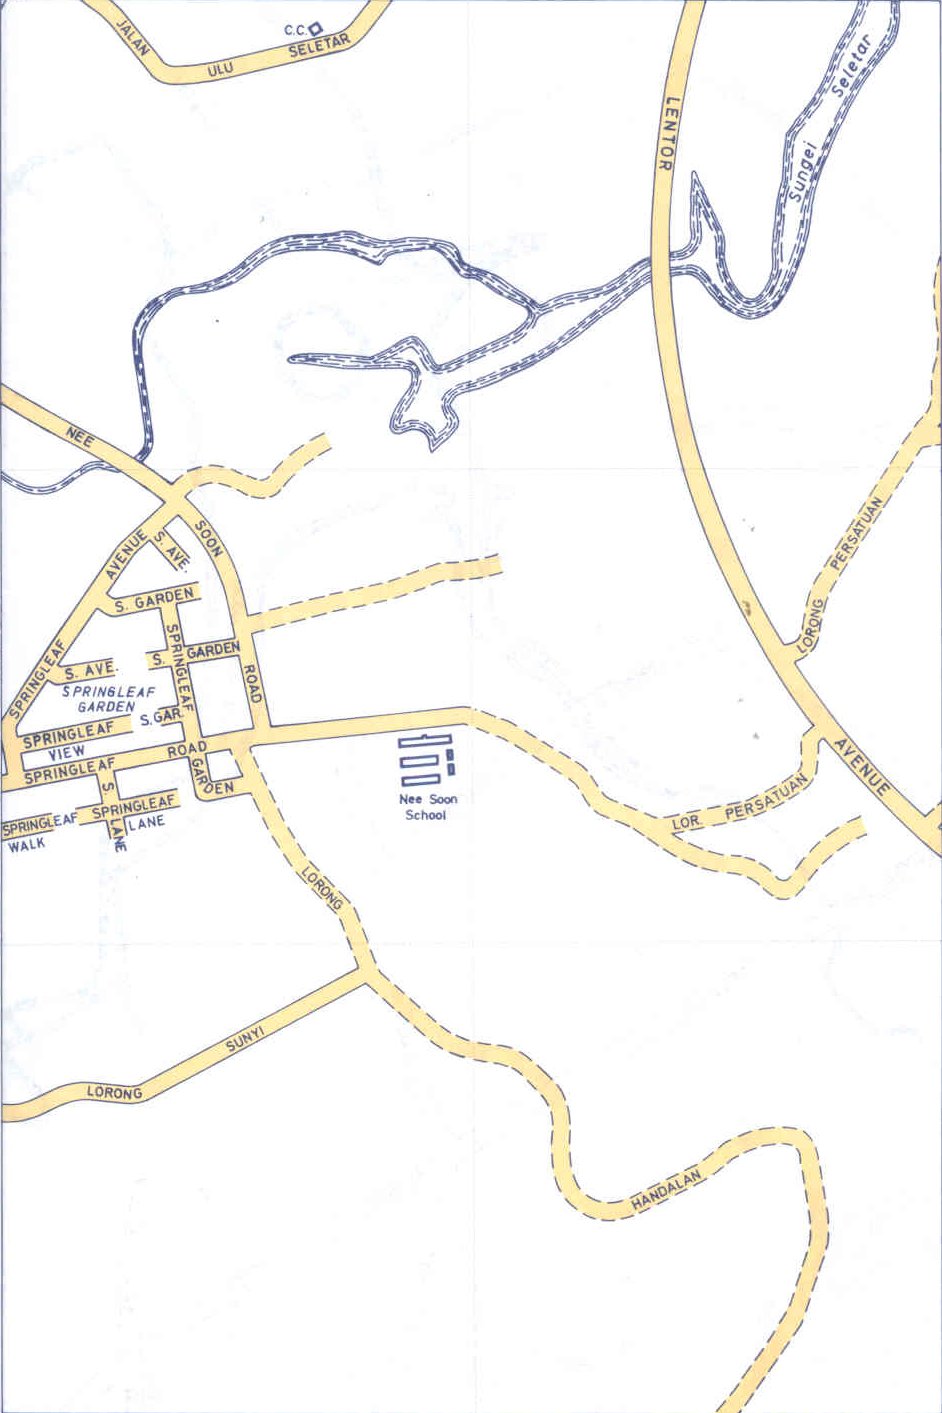 JALAN
ULU
SELETAR
C.C.
LENTOR
Sungei
Seletar
NEE
SOON
ROAD
AVENUE
SPRINGLEAF
S. AVE.
S. GARDEN
SPRINGLEAF
S. GARDEN
S. AVE.
SPRINGLEAF
GARDEN
S. GAR.
SPRINGLEAF
VIEW
SPRINGLEAF
ROAD
GARDEN
S.
LANE
SPRINGLEAF
LANE
SPRINGLEAF
WALK
Nee Soon
School
LORONG
PERSATUAN
AVENUE
LOR. PERSATUAN
LORONG
SUNYI
LORONG
HANDALAN